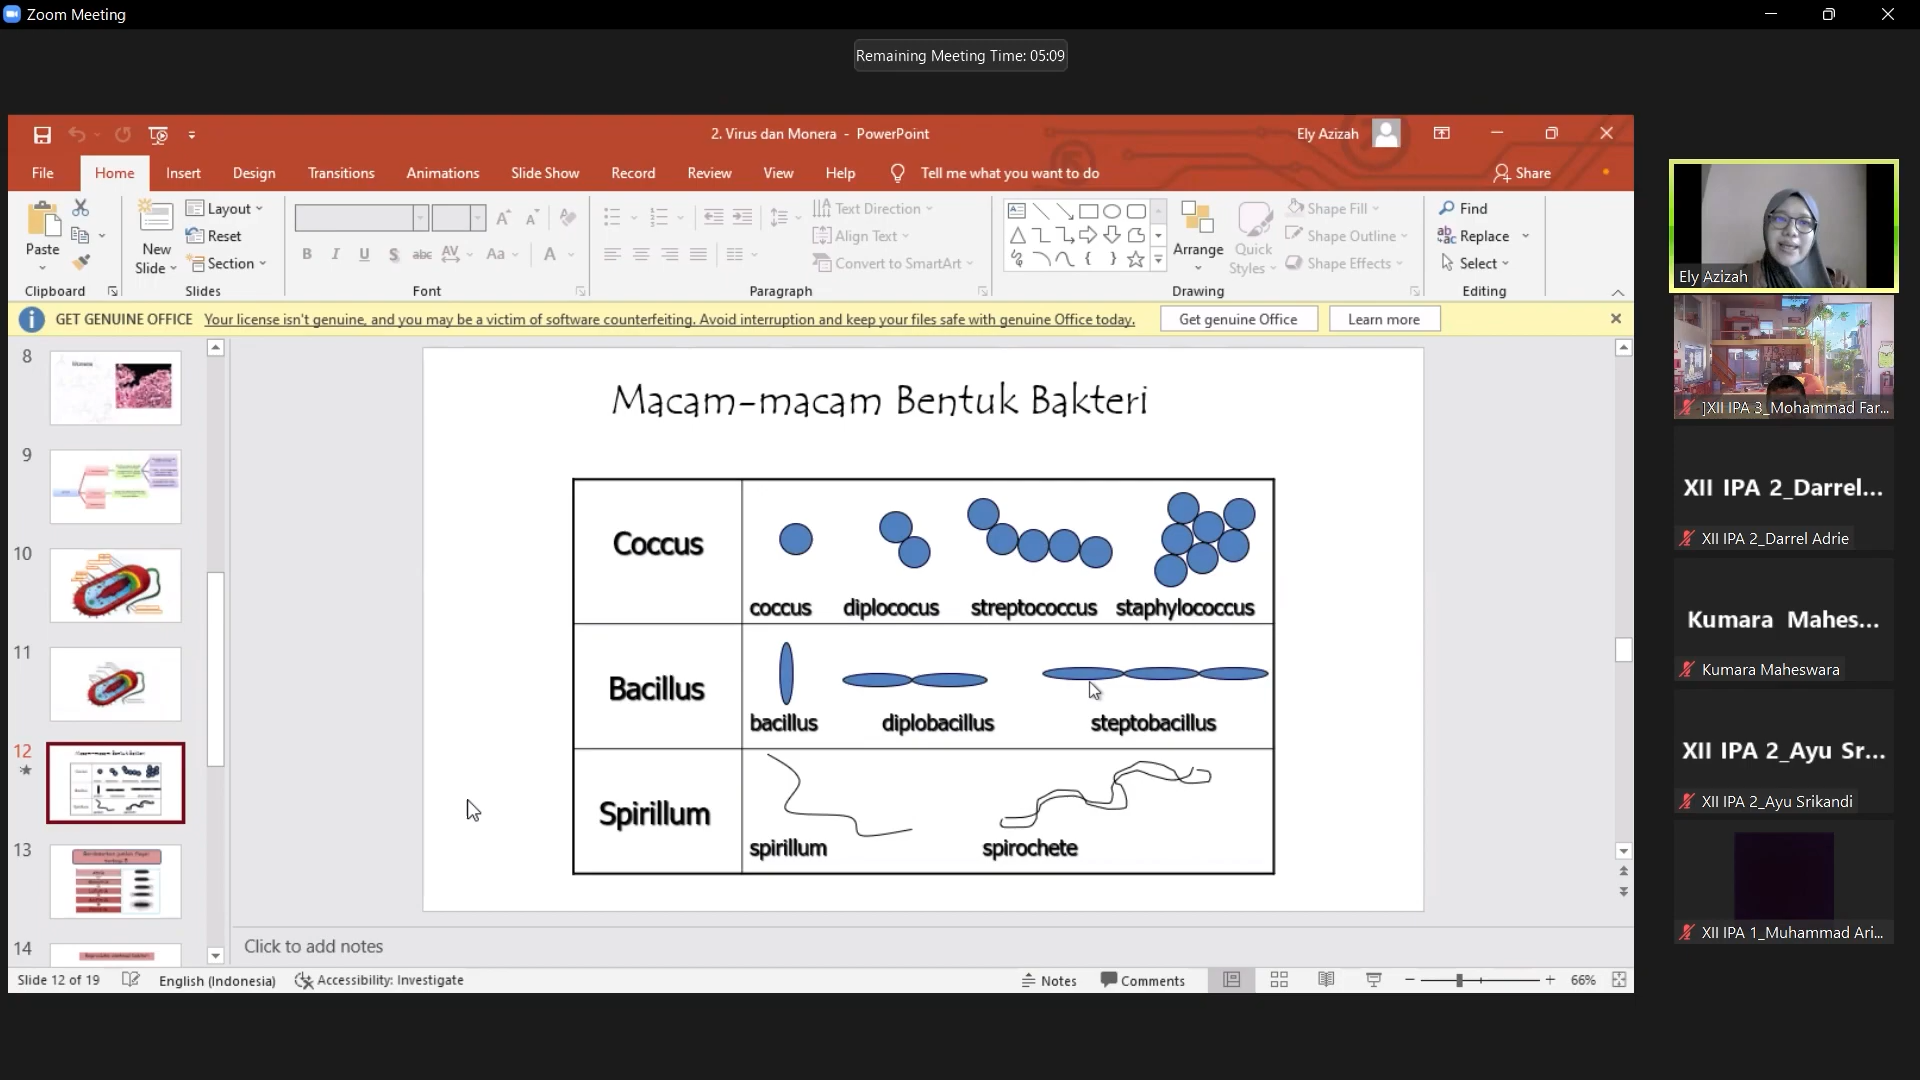 Zoom Meeting
Remaining Meeting Time: 05:09
2. Virus dan Monera - PowerPoint
Ely Azizah
File Home Insert Design Transitions Animations Slide Show Record Review View Help Tell me what you want to do Share
Paste
Clipboard
New
Slide
Layout
Reset
Section
Slides
Font
Text Direction
Align Text
Convert to SmartArt
Paragraph
Arrange
Quick
Styles
Shape Fill
Shape Outline
Shape Effects
Drawing
Find
Replace
Select
Editing
GET GENUINE OFFICE Your license isn't genuine, and you may be a victim of software counterfeiting. Avoid interruption and keep your files safe with genuine Office today. Get genuine Office Learn more
8
9
10
11
12
13
14
Macam-macam Bentuk Bakteri
Coccus
coccus diplococus streptococcus staphylococcus
Bacillus
bacillus diplobacillus steptobacillus
Spirillum
spirillum spirochete
Click to add notes
Slide 12 of 19 English (Indonesia) Accessibility: Investigate Notes Comments 66%
Ely Azizah
]XII IPA 3_Mohammad Far...
XII IPA 2_Darrel...
XII IPA 2_Darrel Adrie
Kumara Mahes...
Kumara Maheswara
XII IPA 2_Ayu Sr...
XII IPA 2_Ayu Srikandi
XII IPA 1_Muhammad Ari...